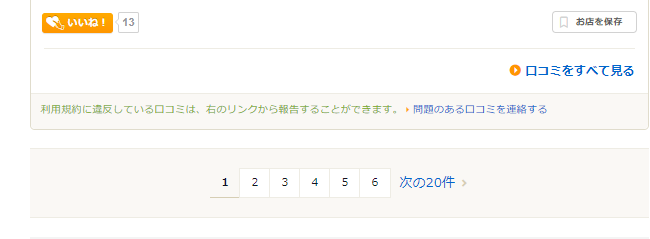 いいね！ 13 お店を保存
口コミをすべて見る
利用規約に違反している口コミは、右のリンクから報告することができます。 問題のある口コミを連絡する
1 2 3 4 5 6 次の20件